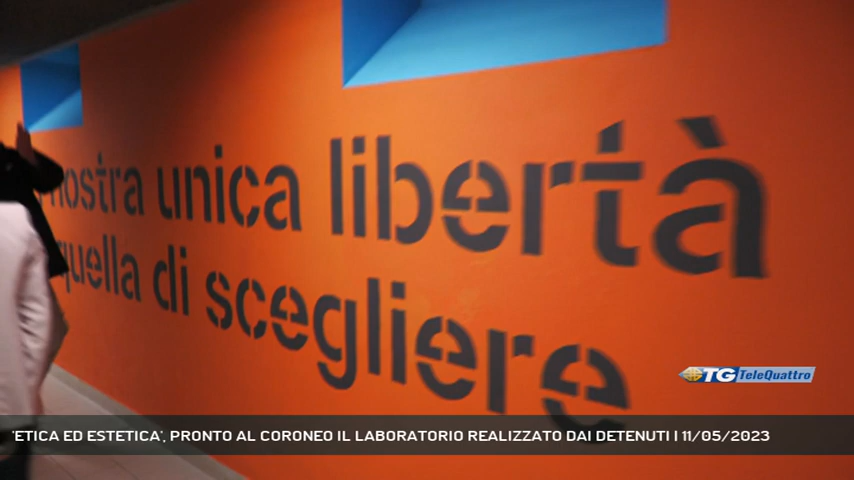 nostra unica libertà
quella di scegliere
TG TeleQuattro
'ETICA ED ESTETICA', PRONTO AL CORONEO IL LABORATORIO REALIZZATO DAI DETENUTI | 11/05/2023